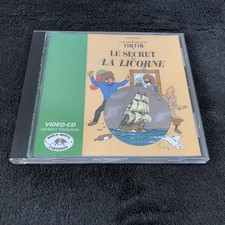 HERGÉ
LES AVENTURES DE
TINTIN
LE SECRET
DE
LA LICORNE
VIDEO-CD
version française